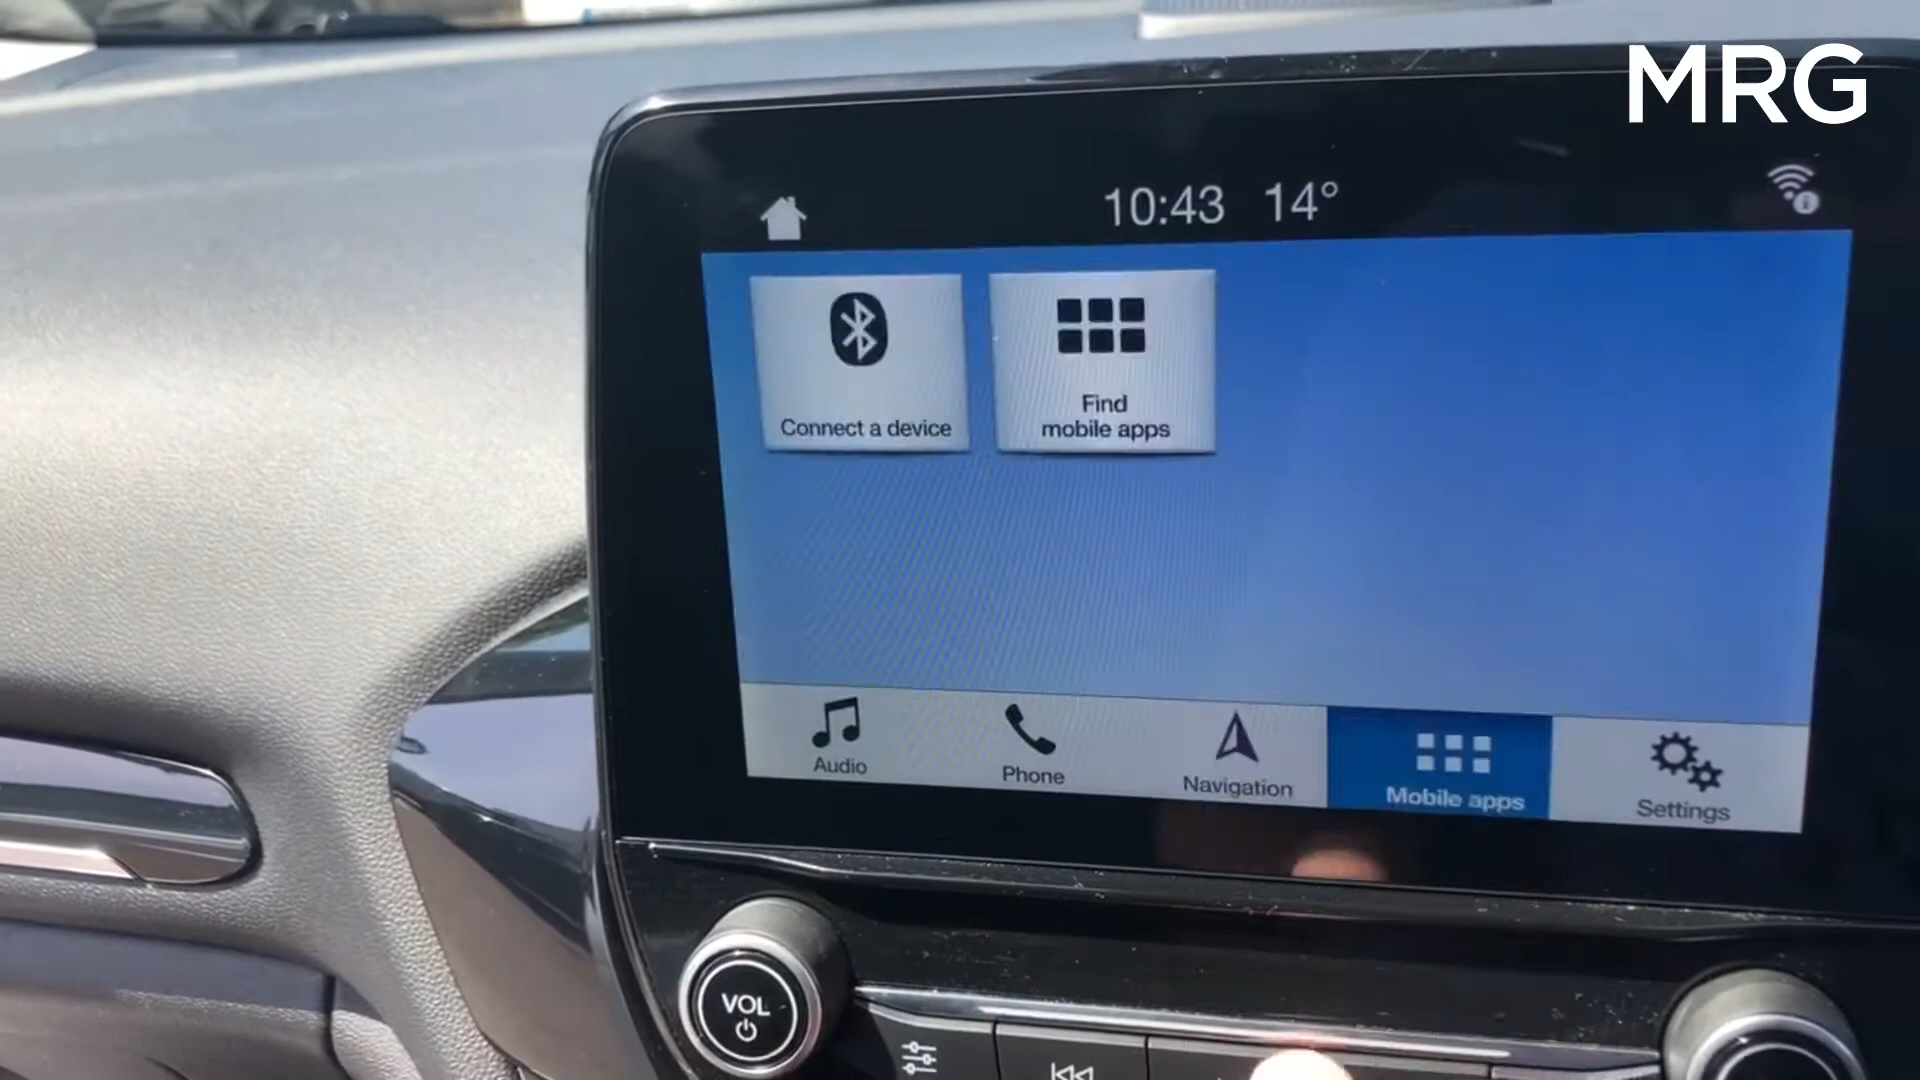 MRG
10:43 14°
Connect a device
Find
mobile apps
Audio
Phone
Navigation
Mobile apps
Settings
VOL